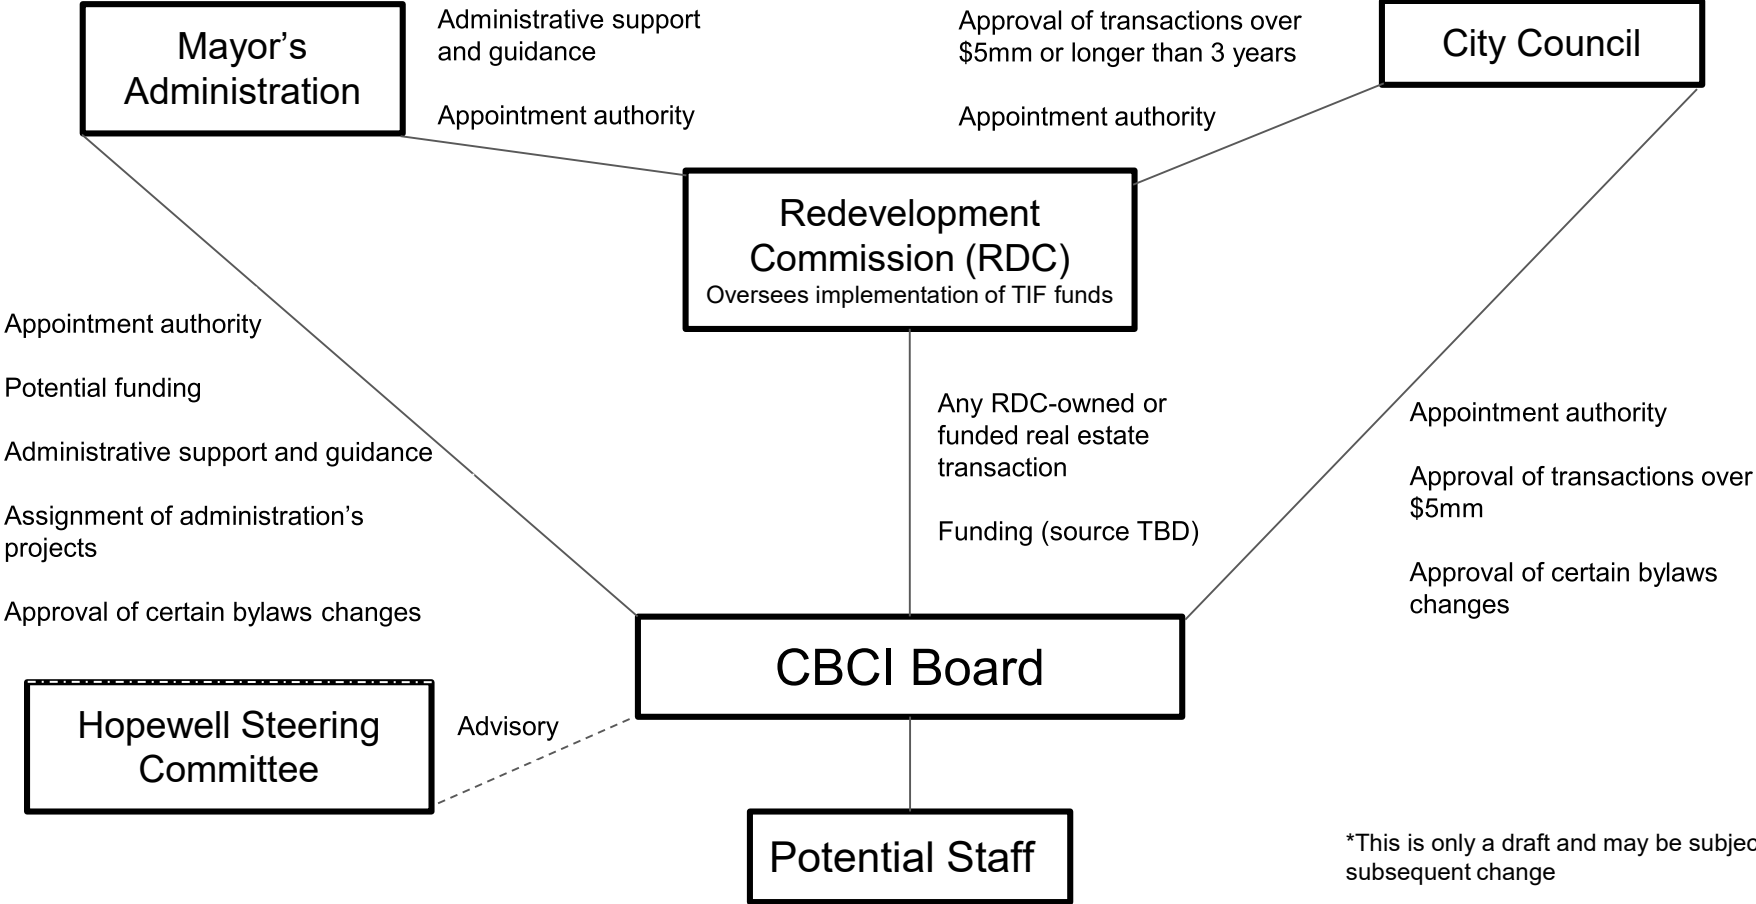 Mayor's
Administration
Administrative support
and guidance
Appointment authority
Approval of transactions over
$5mm or longer than 3 years
Appointment authority
City Council
Redevelopment
Commission (RDC)
Oversees implementation of TIF funds
Appointment authority
Potential funding
Administrative support and guidance
Assignment of administration's
projects
Approval of certain bylaws changes
Any RDC-owned or
funded real estate
transaction
Funding (source TBD)
Appointment authority
Approval of transactions over
$5mm
Approval of certain bylaws
changes
CBCI Board
Hopewell Steering
Committee
Advisory
Potential Staff
*This is only a draft and may be
subsequent change